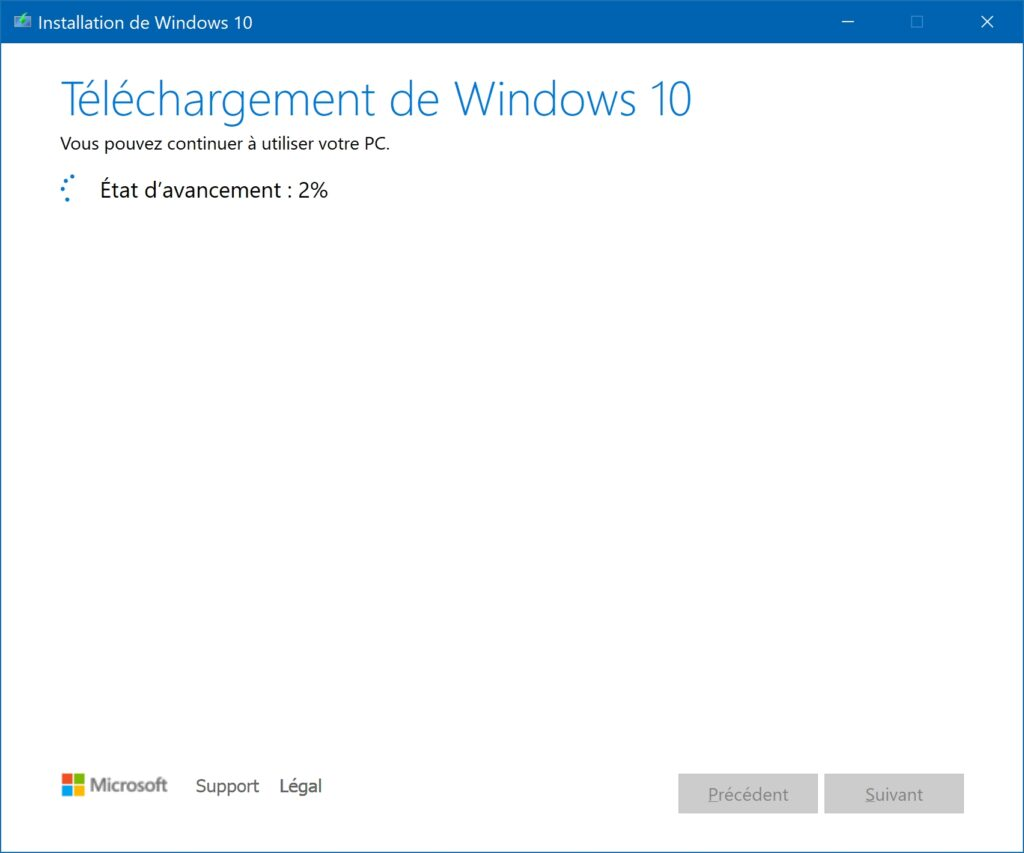 Installation de Windows 10
Téléchargement de Windows 10
Vous pouvez continuer à utiliser votre PC.
État d’avancement : 2%
Microsoft Support Légal
Précédent Suivant